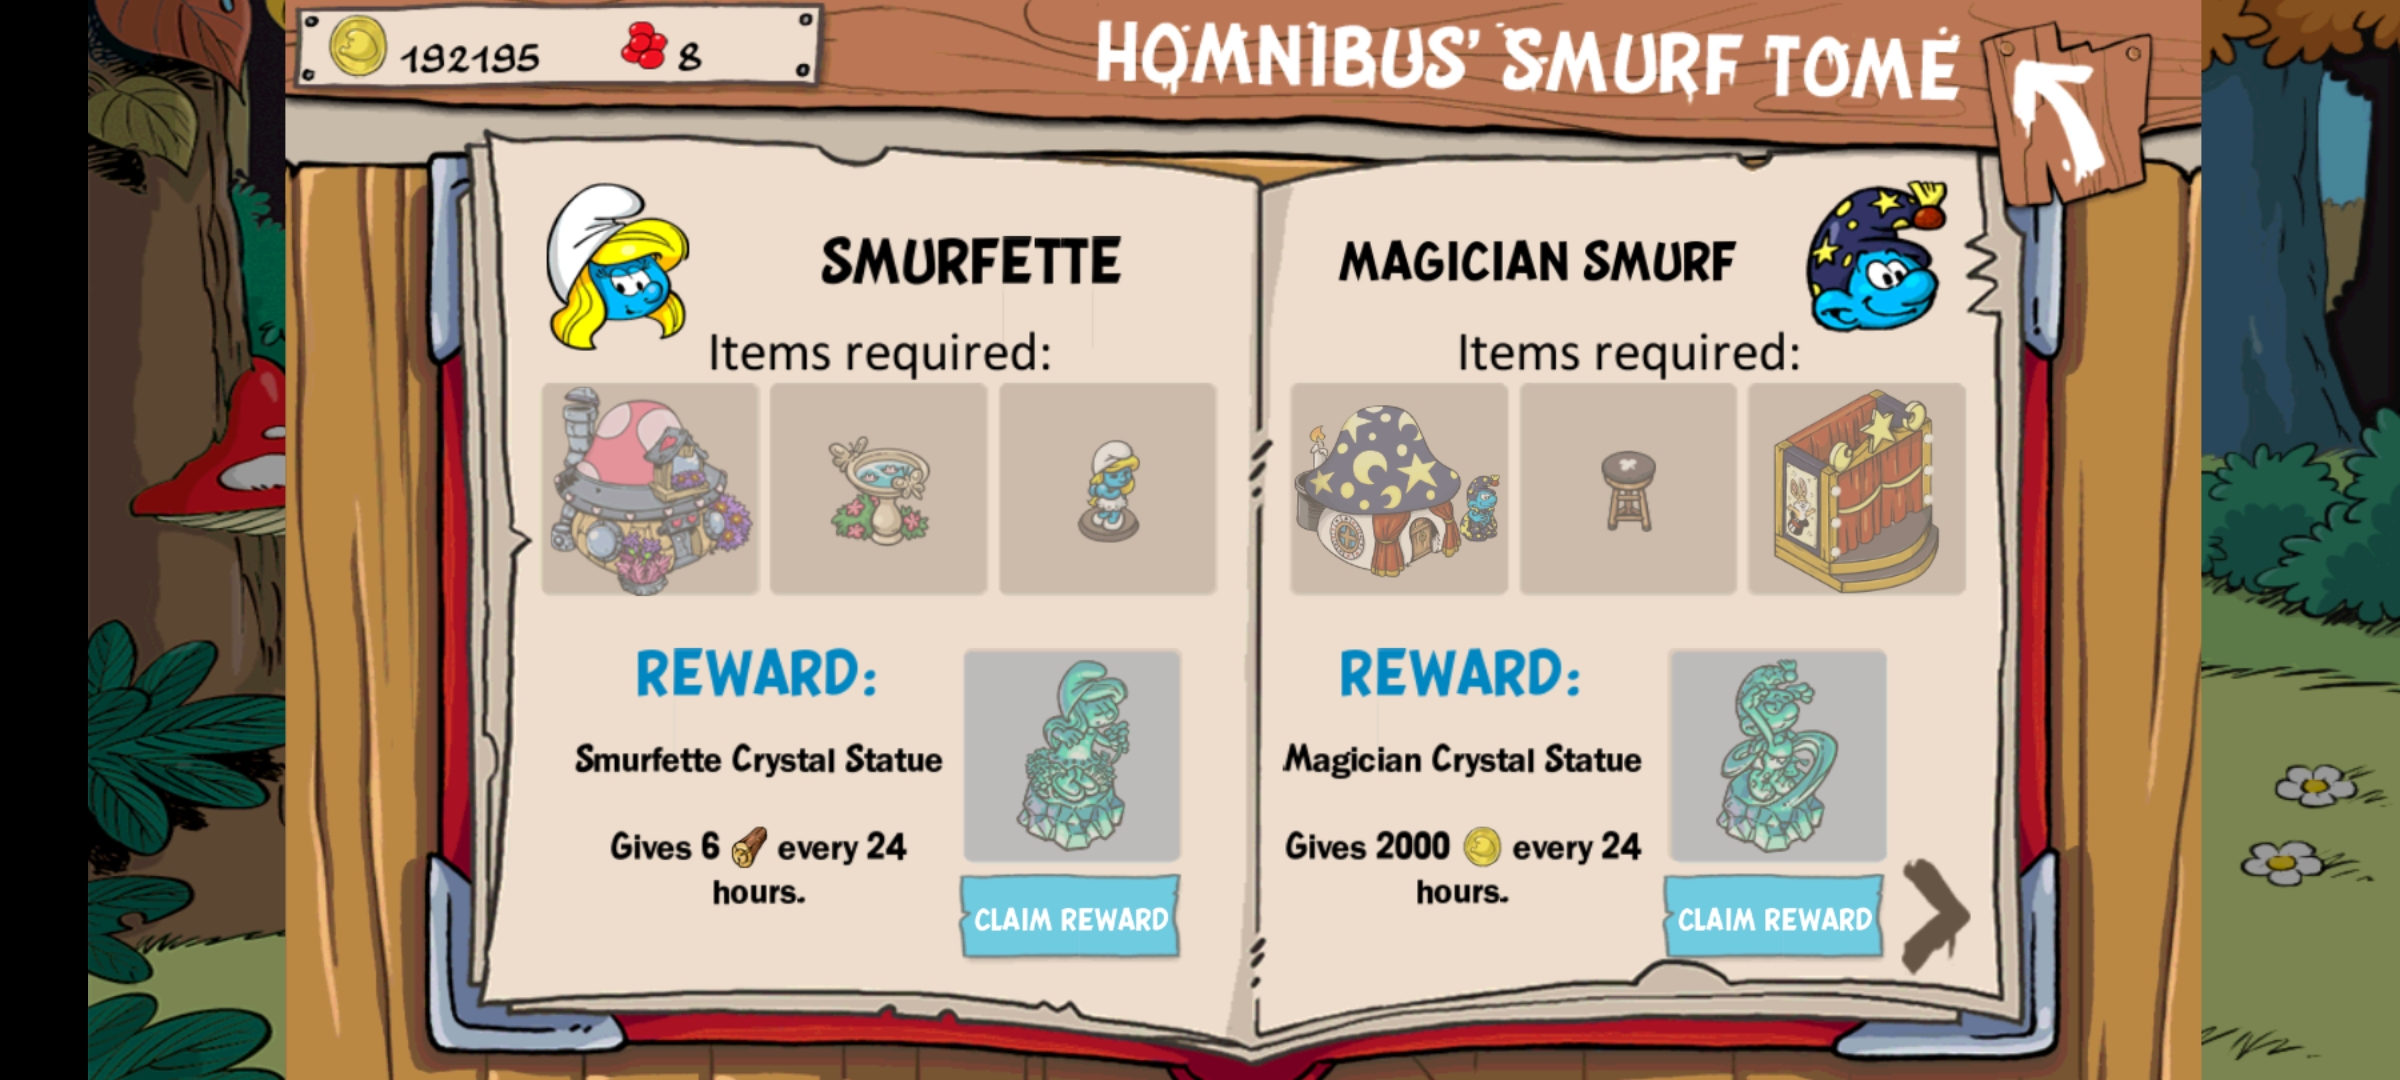 192195 8
HOMNIBUS' SMURF TOME
SMURFETTE
Items required:
REWARD:
Smurfette Crystal Statue
Gives 6 every 24
hours.
CLAIM REWARD
MAGICIAN SMURF
Items required:
REWARD:
Magician Crystal Statue
Gives 2000 every 24
hours.
CLAIM REWARD